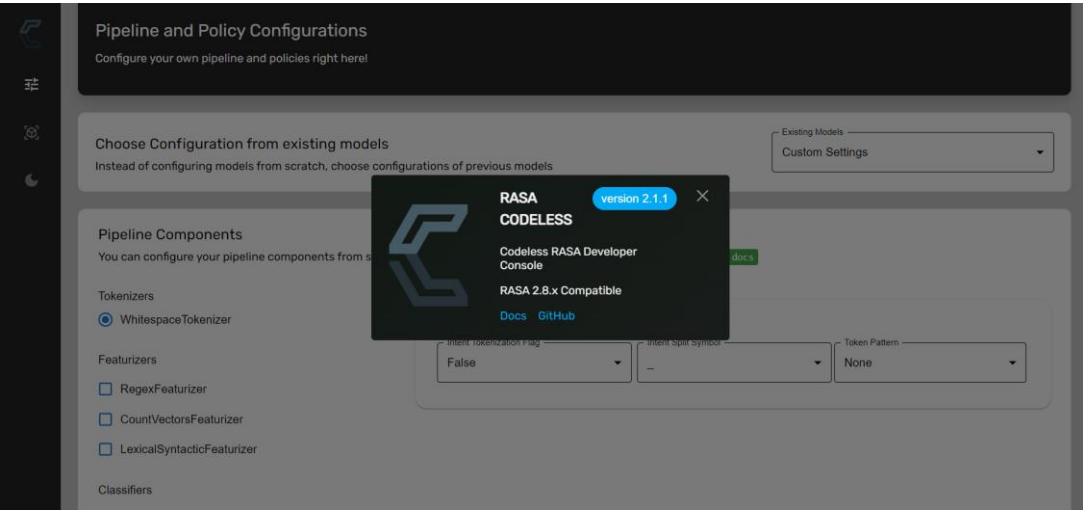 Pipeline and Policy Configurations
Configure your own pipeline and policies right here!
Choose Configuration from existing models
Instead of configuring models from scratch, choose configurations of previous models
Existing Models
Custom Settings
RASA CODELESS
version 2.1.1
Codeless RASA Developer
Console
RASA 2.8.x Compatible
Docs GitHub
Pipeline Components
You can configure your pipeline components from s
docs
Tokenizers
WhitespaceTokenizer
Intent Tokenization Flag
False
Intent Split Symbol
_
Token Pattern
None
Featurizers
RegexFeaturizer
CountVectorsFeaturizer
LexicalSyntacticFeaturizer
Classifiers